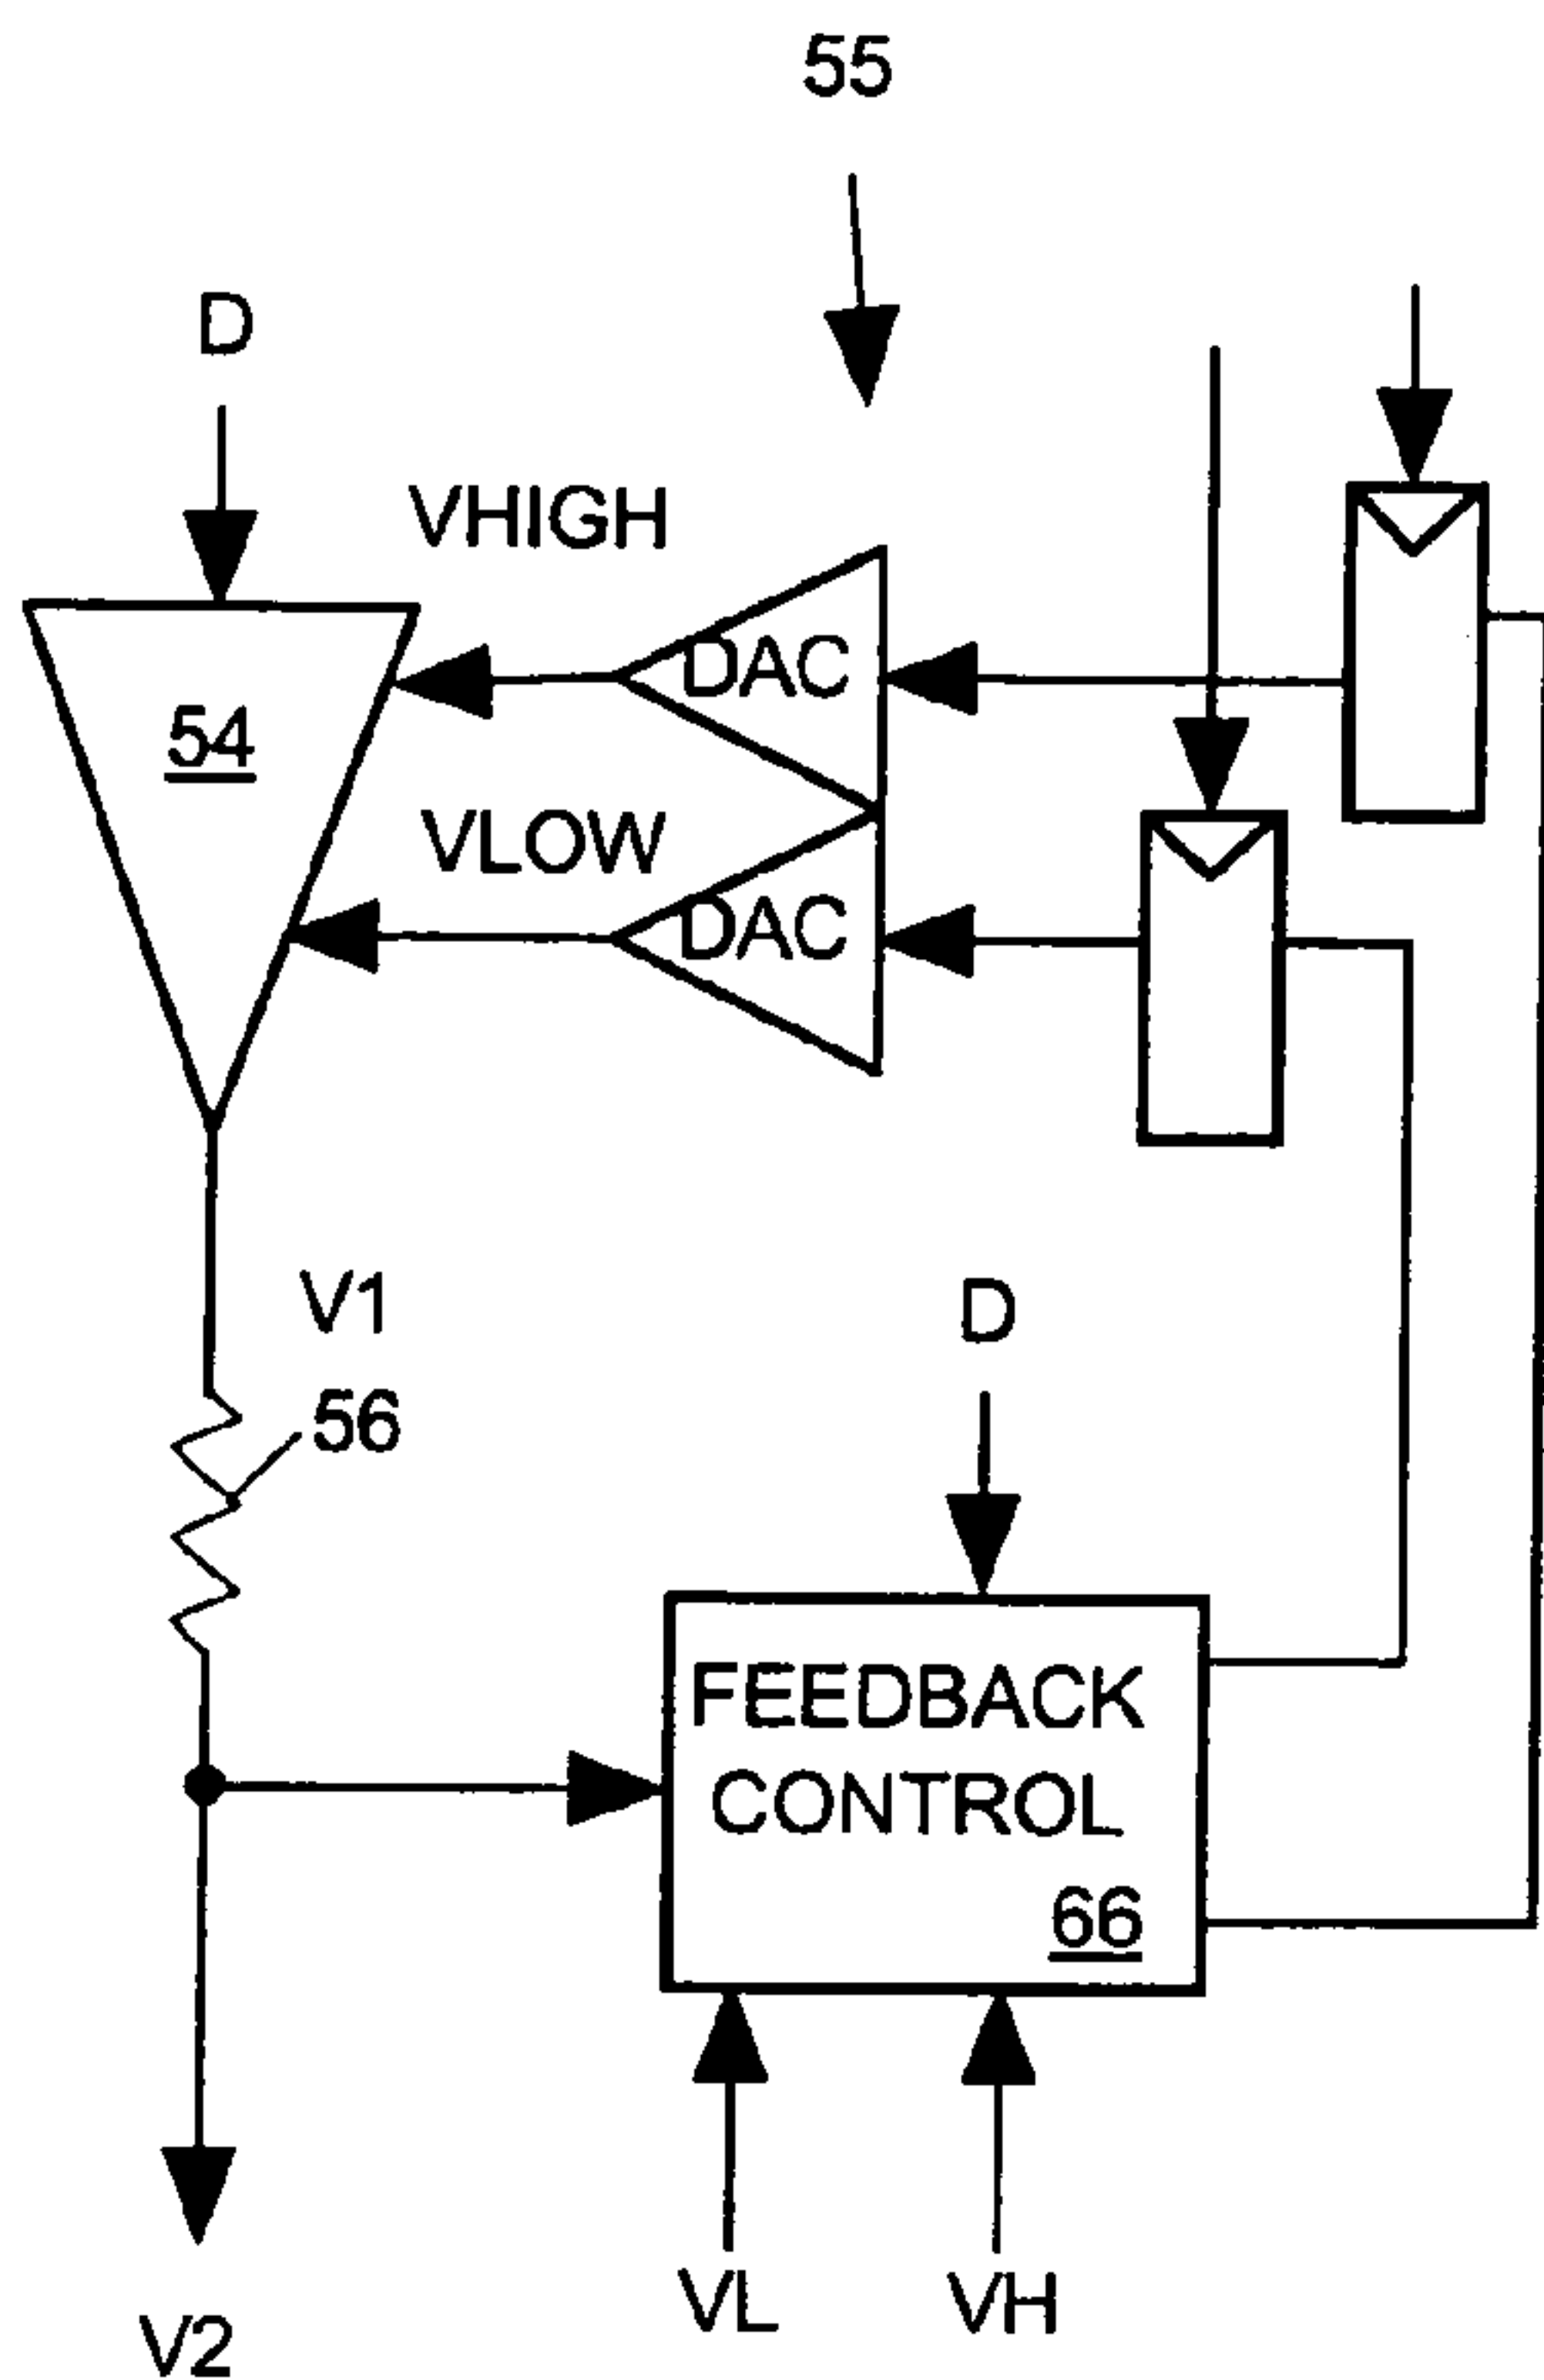 55
D
VHIGH
DAC
54
VLOW
DAC
V1
56
D
FEEDBACK
CONTROL
66
VL
VH
V2